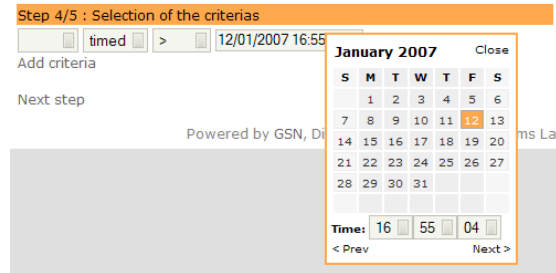 Step 4/5 : Selection of the criterias
timed > 12/01/2007 16:55
Add criteria
Next step
Powered by GSN, Di
ms La
January 2007 Close
S M T W T F S
1 2 3 4 5 6
7 8 9 10 11 12 13
14 15 16 17 18 19 20
21 22 23 24 25 26 27
28 29 30 31
Time: 16 55 04
< Prev Next >